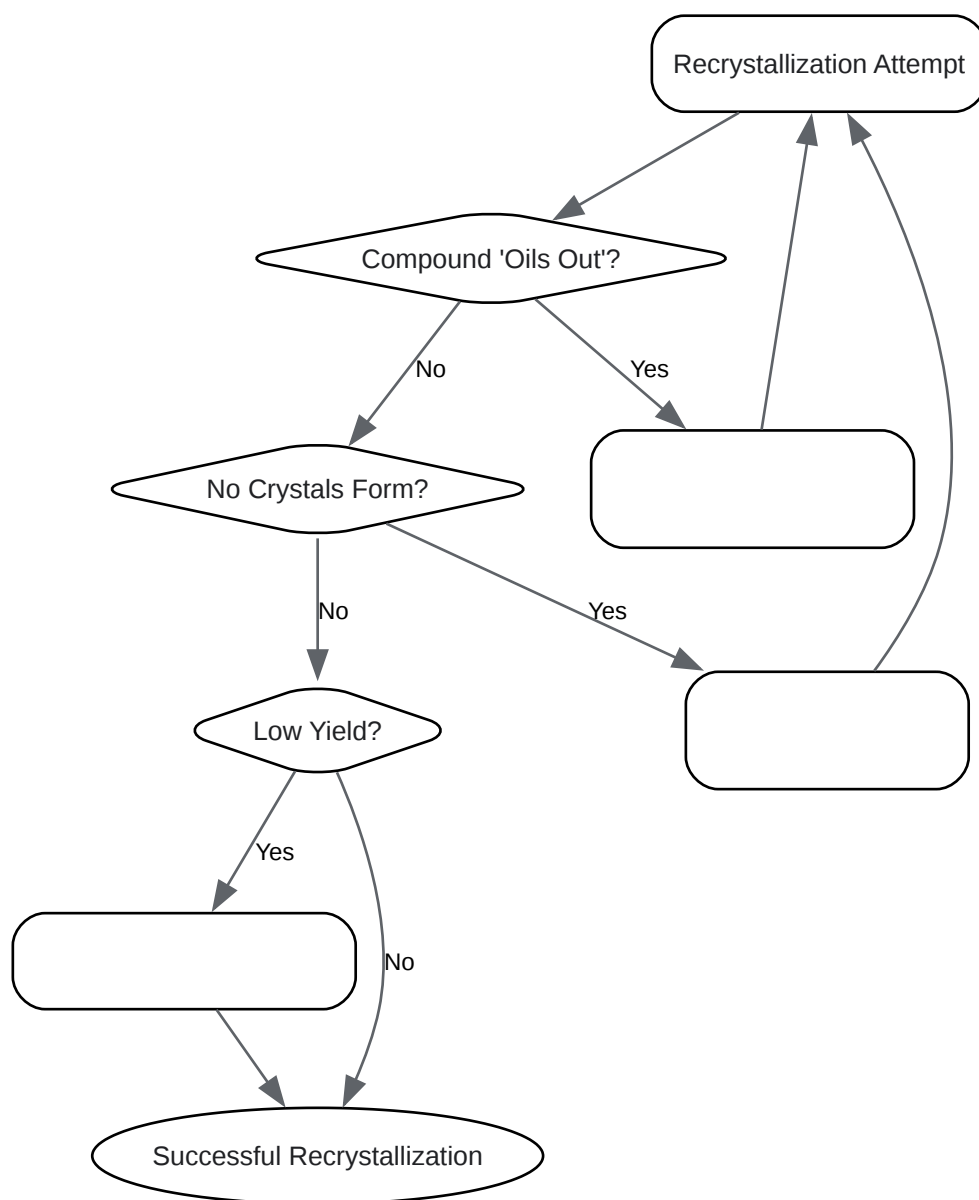 Recrystallization Attempt
Compound 'Oils Out'?
No
Yes
No Crystals Form?
No
Yes
Low Yield?
Yes
No
Successful Recrystallization